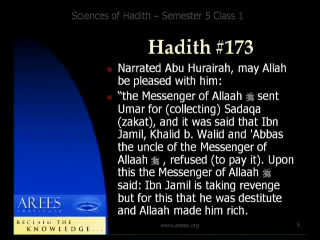 Sciences of Hadith – Semester 5 Class 1
Hadith #173
Narrated Abu Hurairah, may Allah
be pleased with him:
“the Messenger of Allaah ﷺ sent
Umar for (collecting) Sadaqa
(zakat), and it was said that Ibn
Jamil, Khalid b. Walid and 'Abbas
the uncle of the Messenger of
Allaah ﷺ , refused (to pay it). Upon
this the Messenger of Allaah ﷺ
said: Ibn Jamil is taking revenge
but for this that he was destitute
and Allaah made him rich.
AREES
INSTITUTE
RECLAIM THE
KNOWLEDGE...
www.arees.org